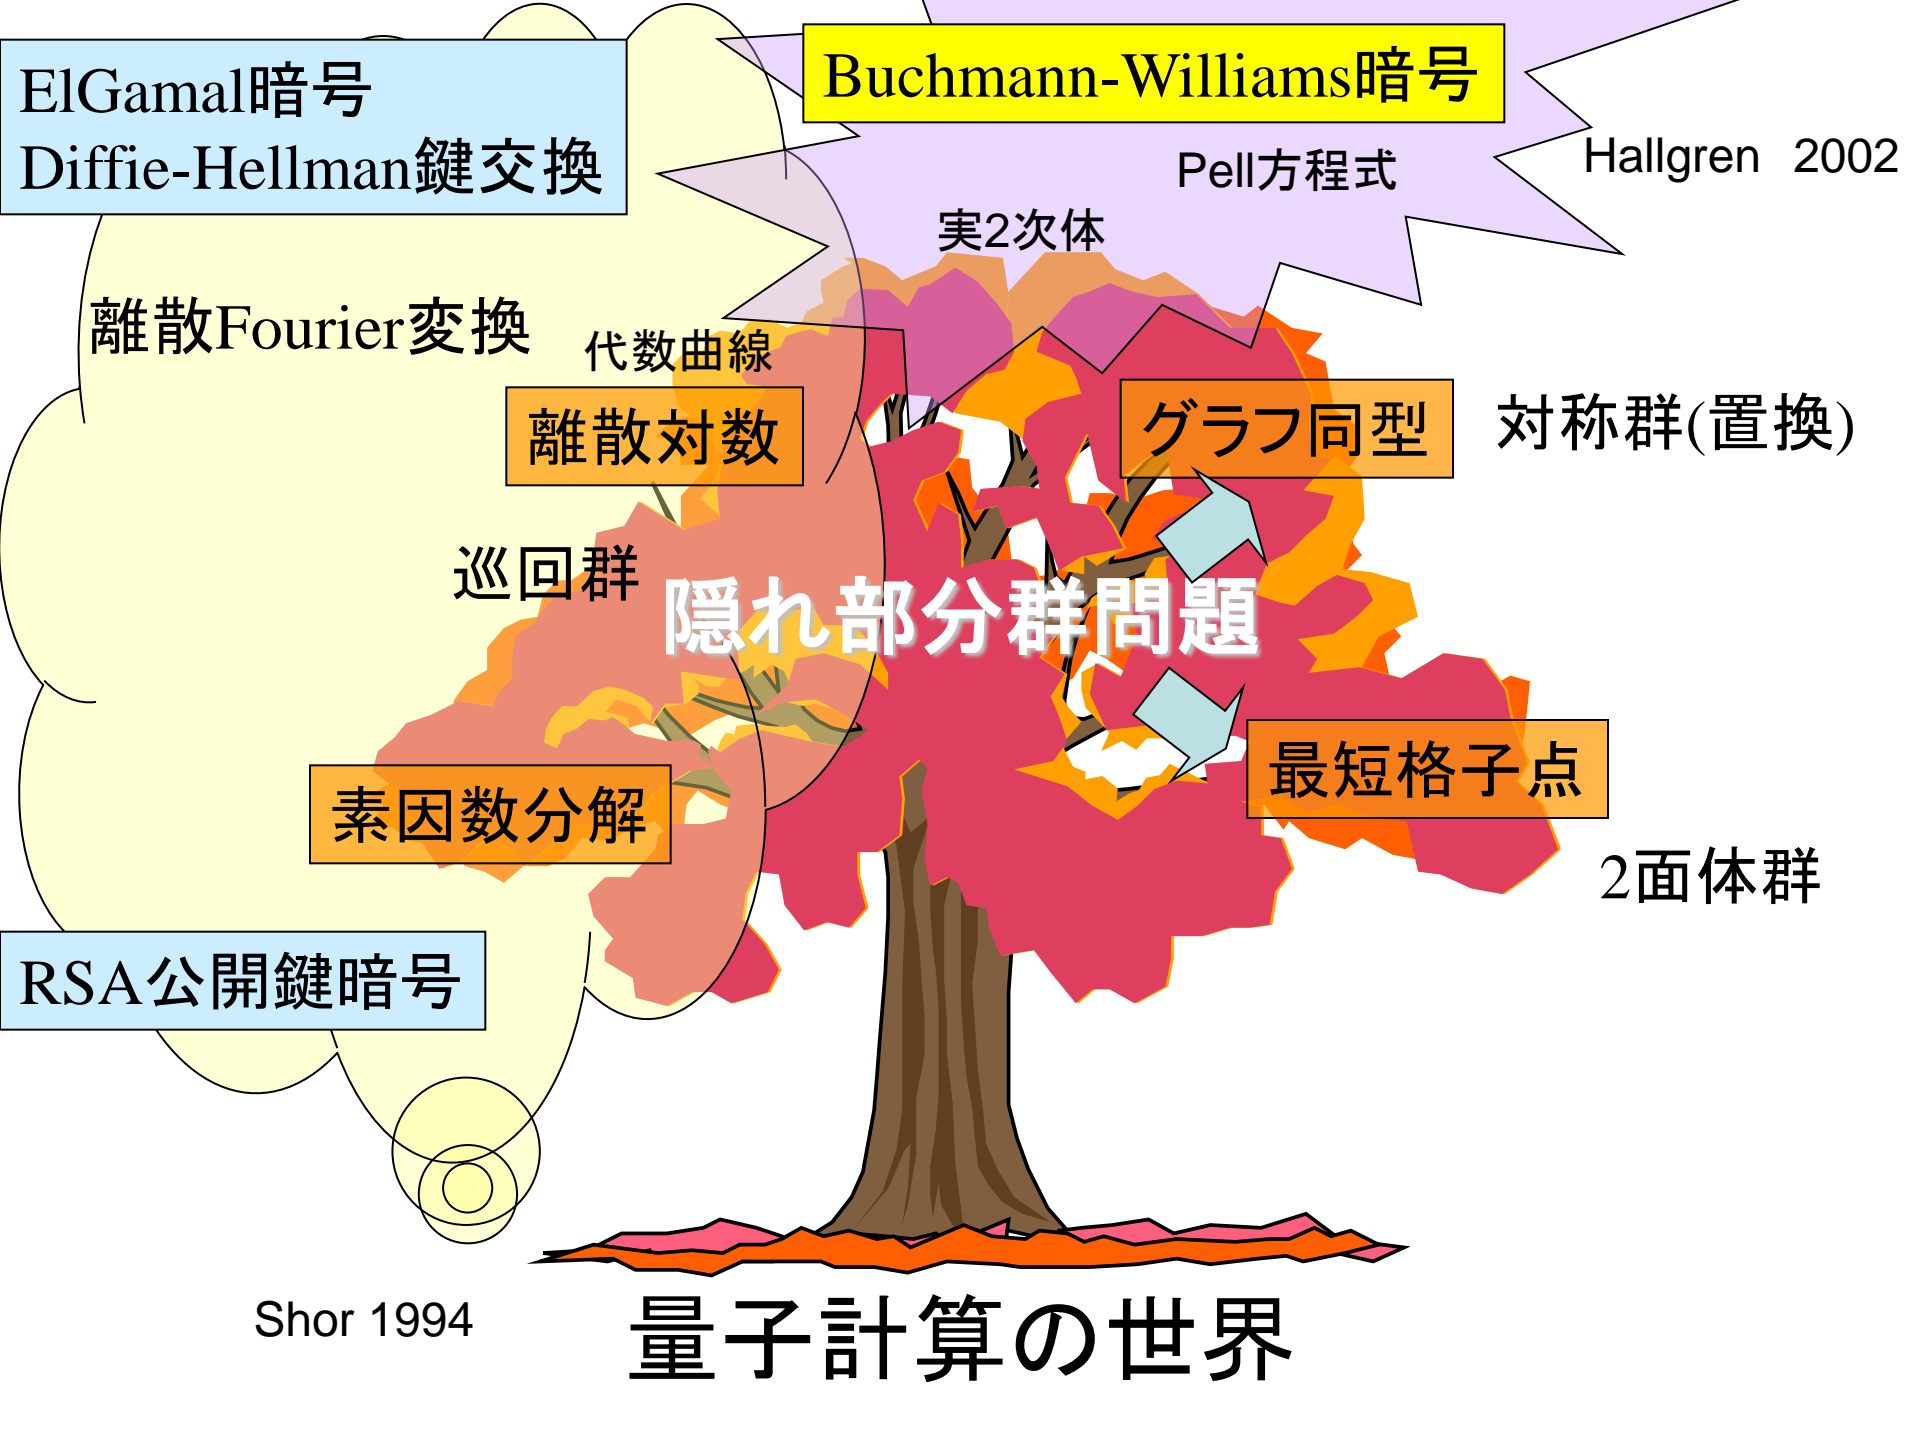 ElGamal暗号
Diffie-Hellman鍵交換
Buchmann-Williams暗号
Pell方程式
Hallgren　2002
実2次体
離散Fourier変換
代数曲線
離散対数
グラフ同型
対称群(置換)
巡回群
隠れ部分群問題
素因数分解
最短格子点
2面体群
RSA公開鍵暗号
Shor 1994
量子計算の世界